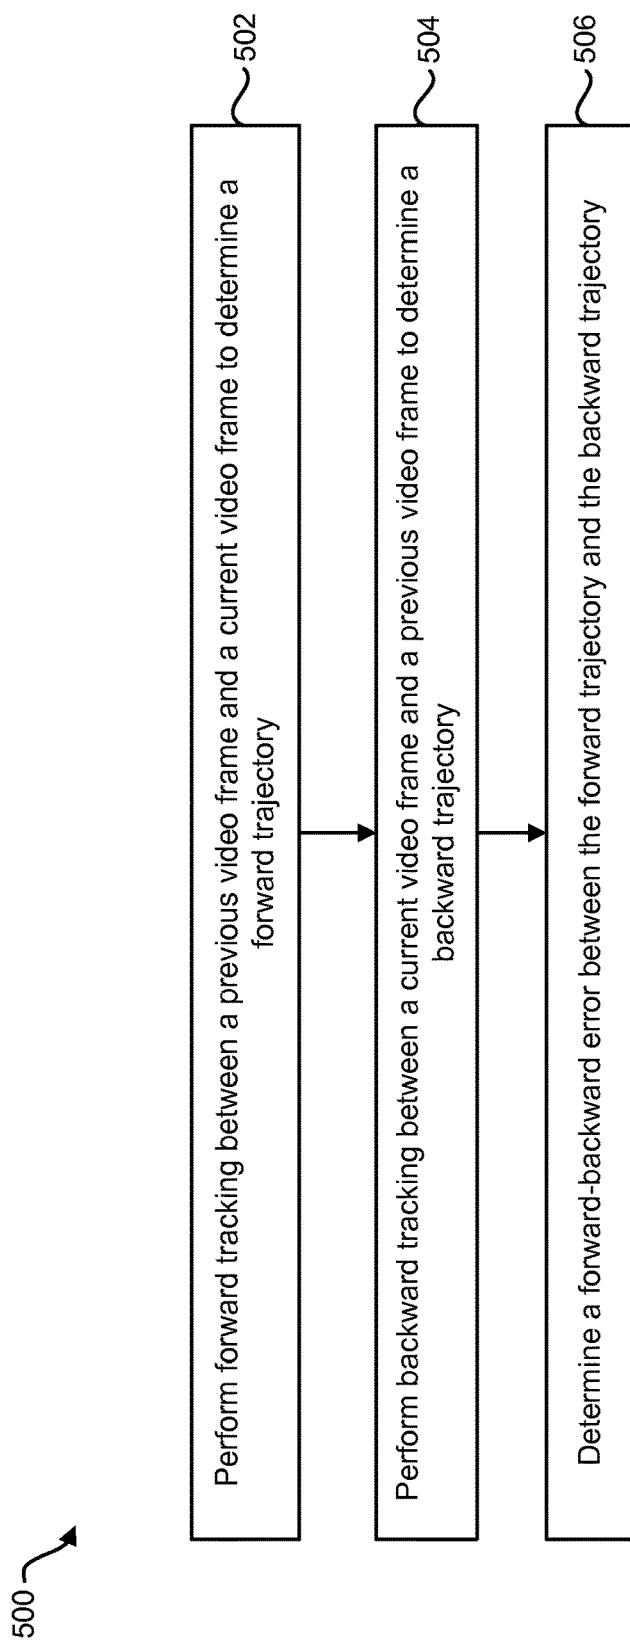 500
502
Perform forward tracking between a previous video frame and a current video frame to determine a
forward trajectory
504
Perform backward tracking between a current video frame and a previous video frame to determine a
backward trajectory
506
Determine a forward-backward error between the forward trajectory and the backward trajectory